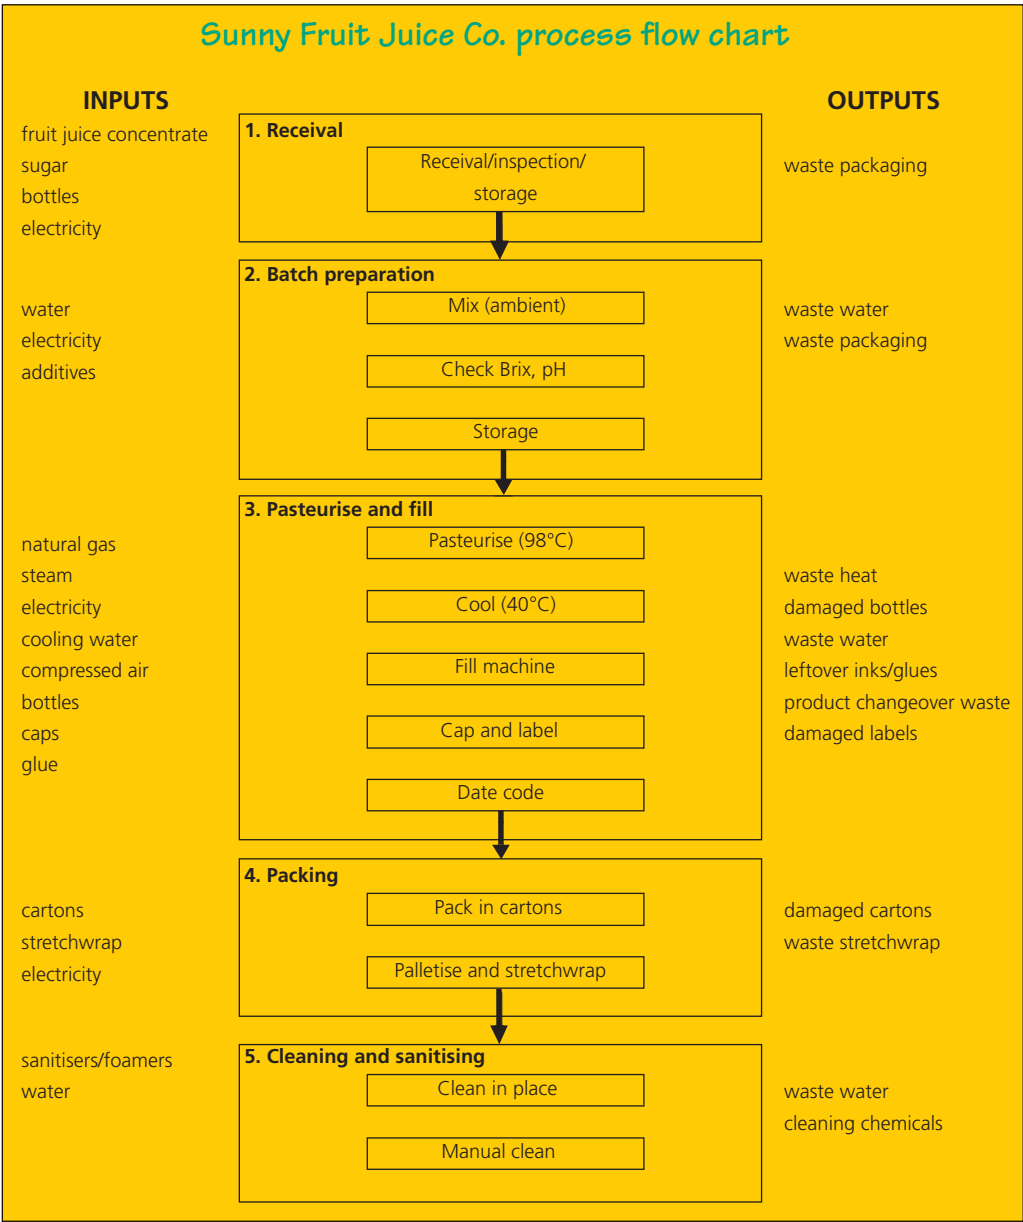 Sunny Fruit Juice Co. process flow chart
INPUTS
OUTPUTS
fruit juice concentrate
sugar
bottles
electricity
1. Receival
Receival/inspection/
storage
waste packaging
water
electricity
additives
2. Batch preparation
Mix (ambient)
Check Brix, pH
Storage
waste water
waste packaging
natural gas
steam
electricity
cooling water
compressed air
bottles
caps
glue
3. Pasteurise and fill
Pasteurise (98°C)
Cool (40°C)
Fill machine
Cap and label
Date code
waste heat
damaged bottles
waste water
leftover inks/glues
product changeover waste
damaged labels
cartons
stretchwrap
electricity
4. Packing
Pack in cartons
Palletise and stretchwrap
damaged cartons
waste stretchwrap
sanitisers/foamers
water
5. Cleaning and sanitising
Clean in place
Manual clean
waste water
cleaning chemicals